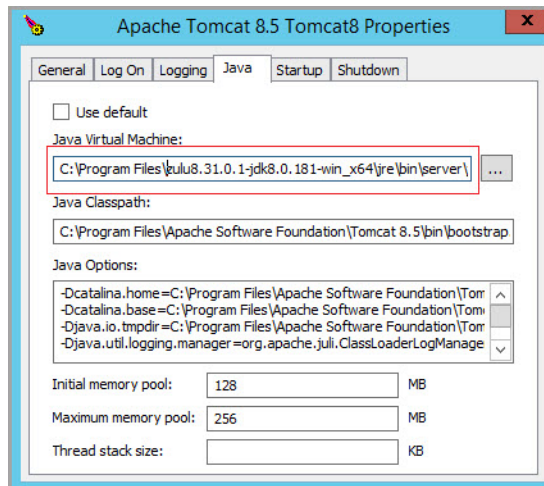 Apache Tomcat 8.5 Tomcat8 Properties
x
General Log On Logging Java Startup Shutdown
Use default
Java Virtual Machine:
C:\Program Files\zulu8.31.0.1-jdk8.0.181-win_x64\jre\bin\server\
...
Java Classpath:
C:\Program Files\Apache Software Foundation\Tomcat 8.5\bin\bootstrap
Java Options:
-Dcatalina.home=C:\Program Files\Apache Software Foundation\Tom
-Dcatalina.base=C:\Program Files\Apache Software Foundation\Tom
-Djava.io.tmpdir=C:\Program Files\Apache Software Foundation\Tom
-Djava.util.logging.manager=org.apache.juli.ClassLoaderLogManage
Initial memory pool: 128 MB
Maximum memory pool: 256 MB
Thread stack size: KB